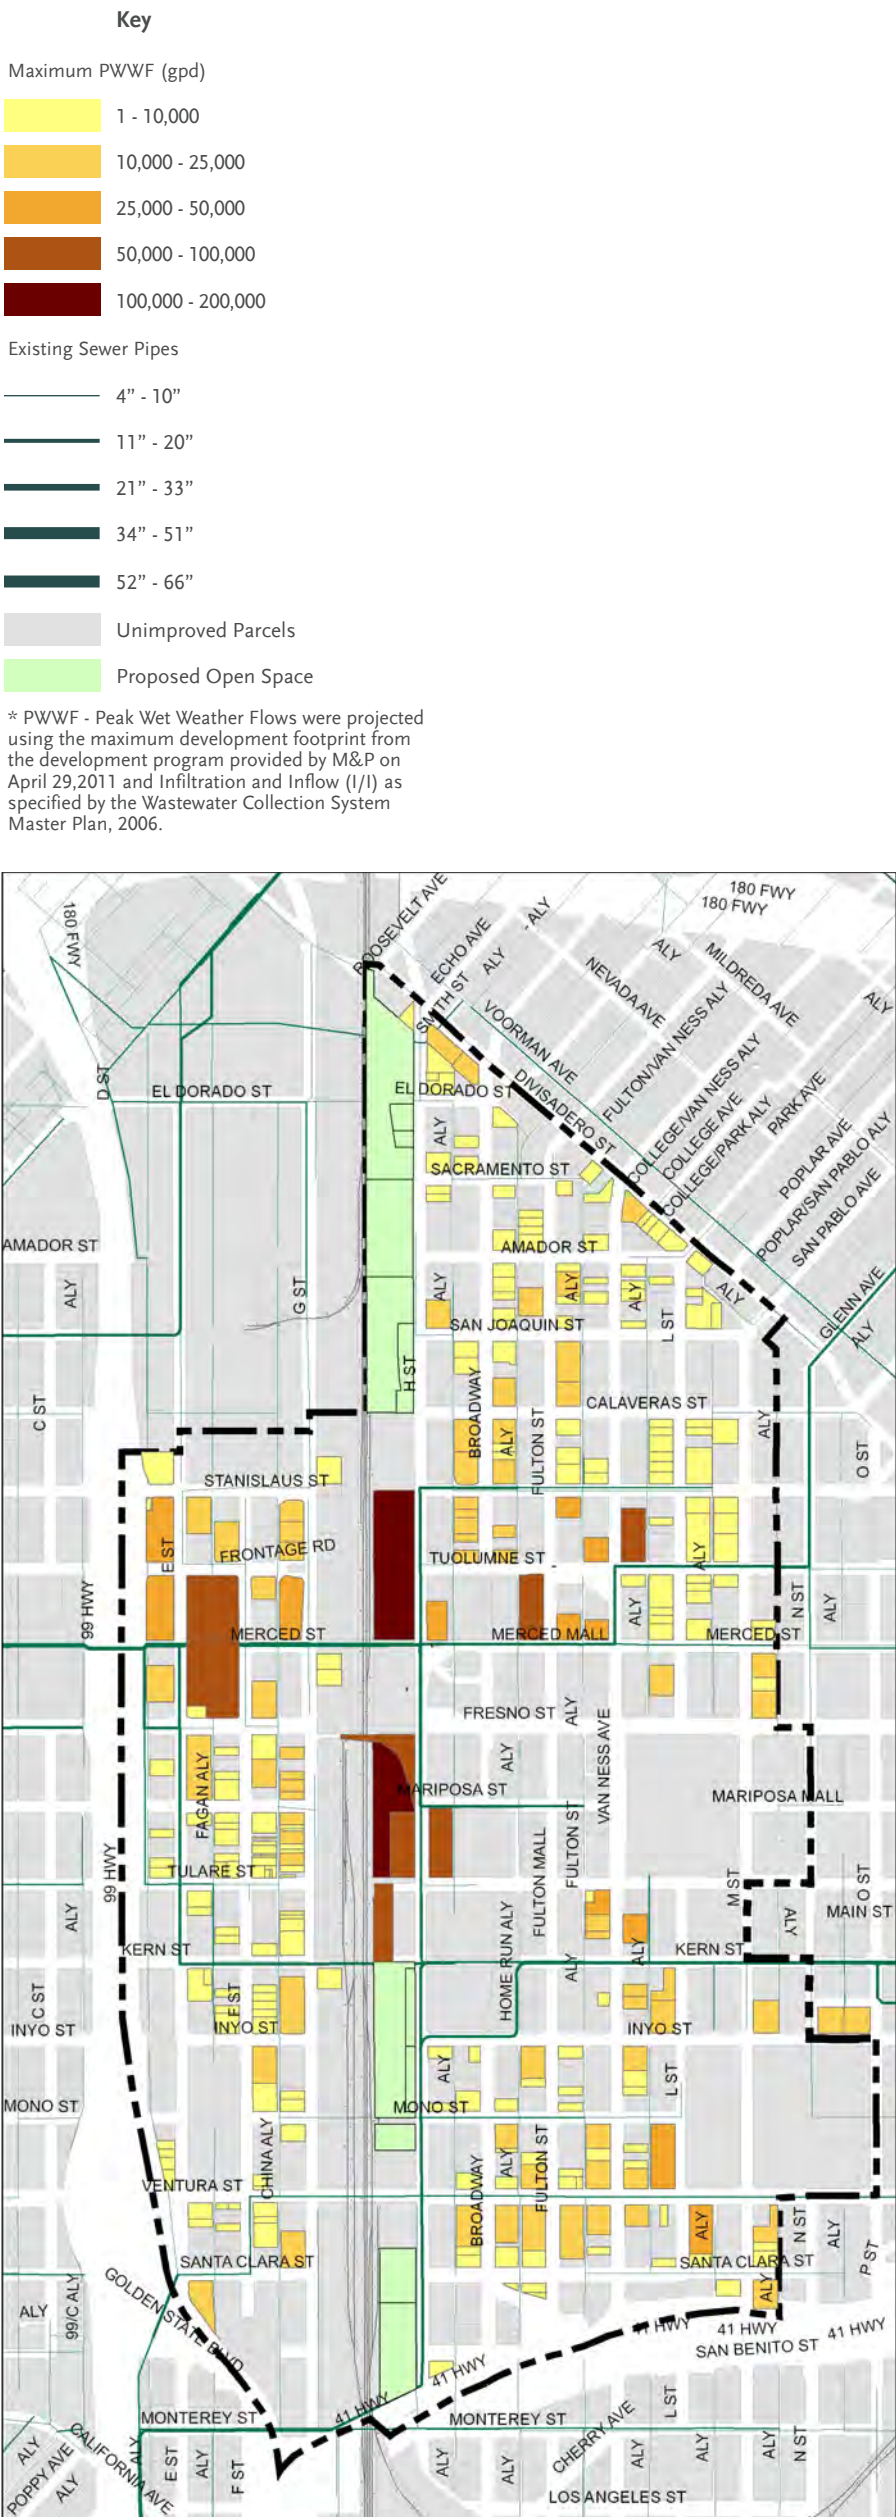 Key
Maximum PWWF (gpd)
1 - 10,000
10,000 - 25,000
25,000 - 50,000
50,000 - 100,000
100,000 - 200,000
Existing Sewer Pipes
4” - 10”
11” - 20”
21” - 33”
34” - 51”
52” - 66”
Unimproved Parcels
Proposed Open Space
* PWWF - Peak Wet Weather Flows were projected
using the maximum development footprint from
the development program provided by M&P on
April 29,2011 and Infiltration and Inflow (I/I) as
specified by the Wastewater Collection System
Master Plan, 2006.
180 FWY
180 FWY
180 FWY
ROOSEVELT AVE
ECHO AVE
- ALY
ALY
ALY
MILDREDA AVE
ALY
NEVADA AVE
SMITH ST
VOORMAN AVE
FULTON/VAN NESS ALY
D ST
EL DORADO ST
EL DORADO ST
DIVISADERO ST
COLLEGE/VAN NESS ALY
COLLEGE AVE
COLLEGE/PARK ALY
PARK AVE
POPLAR AVE
POPLAR/SAN PABLO ALY
SAN PABLO AVE
ALY
SACRAMENTO ST
AMADOR ST
AMADOR ST
ALY
G ST
ALY
ALY
ALY
ALY
GLENN AVE
ALY
SAN JOAQUIN ST
L ST
H ST
C ST
BROADWAY
CALAVERAS ST
FULTON ST
ALY
ALY
O ST
STANISLAUS ST
E ST
FRONTAGE RD
TUOLUMNE ST
ALY
99 HWY
ALY
N ST
ALY
MERCED ST
MERCED MALL
MERCED ST
FRESNO ST
ALY
VAN NESS AVE
ALY
FAGAN ALY
MARIPOSA ST
MARIPOSA MALL
99 HWY
TULARE ST
FULTON MALL
FULTON ST
M ST
O ST
ALY
HOME RUN ALY
ALY
MAIN ST
KERN ST
ALY
ALY
KERN ST
C ST
F ST
INYO ST
INYO ST
INYO ST
ALY
L ST
MONO ST
MONO ST
CHINA ALY
BROADWAY
ALY
FULTON ST
VENTURA ST
ALY
N ST
ALY
P ST
SANTA CLARA ST
SANTA CLARA ST
ALY
99/C ALY
ALY
GOLDEN STATE BLVD
41 HWY
41 HWY
41 HWY
SAN BENITO ST
41 HWY
41 HWY
MONTEREY ST
MONTEREY ST
CHERRY AVE
L ST
CALIFORNIA AVE
ALY
POPPY AVE
ALY
ALY
E ST
ALY
F ST
ALY
ALY
ALY
ALY
ALY
N ST
LOS ANGELES ST